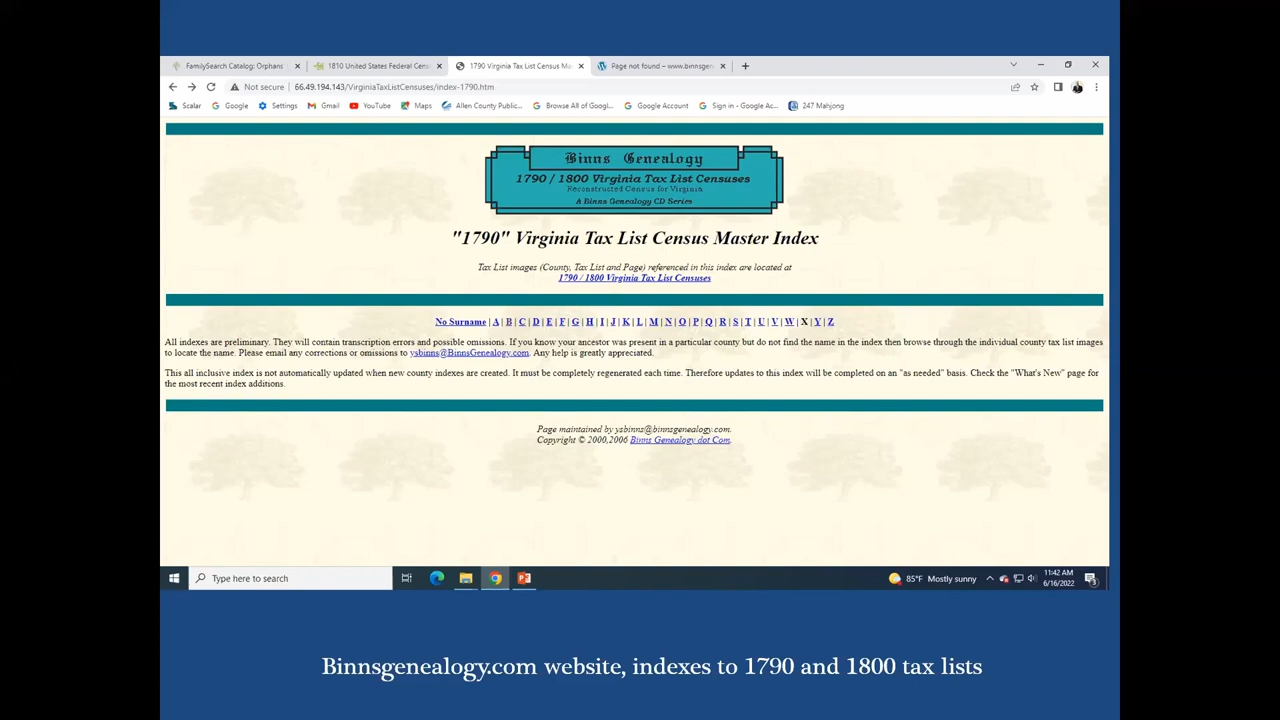 FamilySearch Catalog: Orphans
1810 United States Federal Cens
1790 Virginia Tax List Census Ma
Page not found – www.binnsgen
Not secure
66.49.194.143/VirginiaTaxListCensuses/index-1790.htm
Scalar
Google
Settings
Gmail
YouTube
Maps
Allen County Public...
Browse All of Googl...
Google Account
Sign in - Google Ac...
247 Mahjong
Binns Genealogy
1790 / 1800 Virginia Tax List Censuses
Reconstructed Census for Virginia
A Binns Genealogy CD Series
"1790" Virginia Tax List Census Master Index
Tax List images (County, Tax List and Page) referenced in this index are located at
1790 / 1800 Virginia Tax List Censuses
No Surname | A | B | C | D | E | F | G | H | I | J | K | L | M | N | O | P | Q | R | S | T | U | V | W | X | Y | Z
All indexes are preliminary. They will contain transcription errors and possible omissions. If you know your ancestor was present in a particular county but do not find the name in the index then browse through the individual county tax list images
to locate the name. Please email any corrections or omissions to ysbinns@BinnsGenealogy.com. Any help is greatly appreciated.
This all inclusive index is not automatically updated when new county indexes are created. It must be completely regenerated each time. Therefore updates to this index will be completed on an "as needed" basis. Check the "What's New" page for
the most recent index additions.
Page maintained by ysbinns@binnsgenealogy.com.
Copyright © 2000,2006 Binns Genealogy dot Com.
Type here to search
85°F Mostly sunny
11:42 AM
6/16/2022
3
Binnsgenealogy.com website, indexes to 1790 and 1800 tax lists